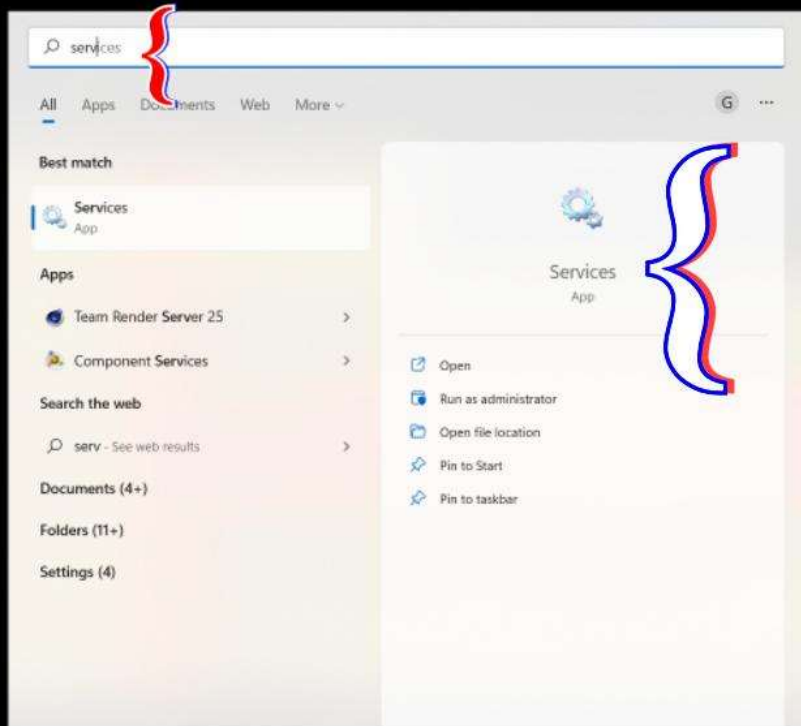 services
All Apps Documents Web More
G ...
Best match
Services
App
Apps
Team Render Server 25
Component Services
Search the web
serv - See web results
Documents (4+)
Folders (11+)
Settings (4)
Services
App
Open
Run as administrator
Open file location
Pin to Start
Pin to taskbar